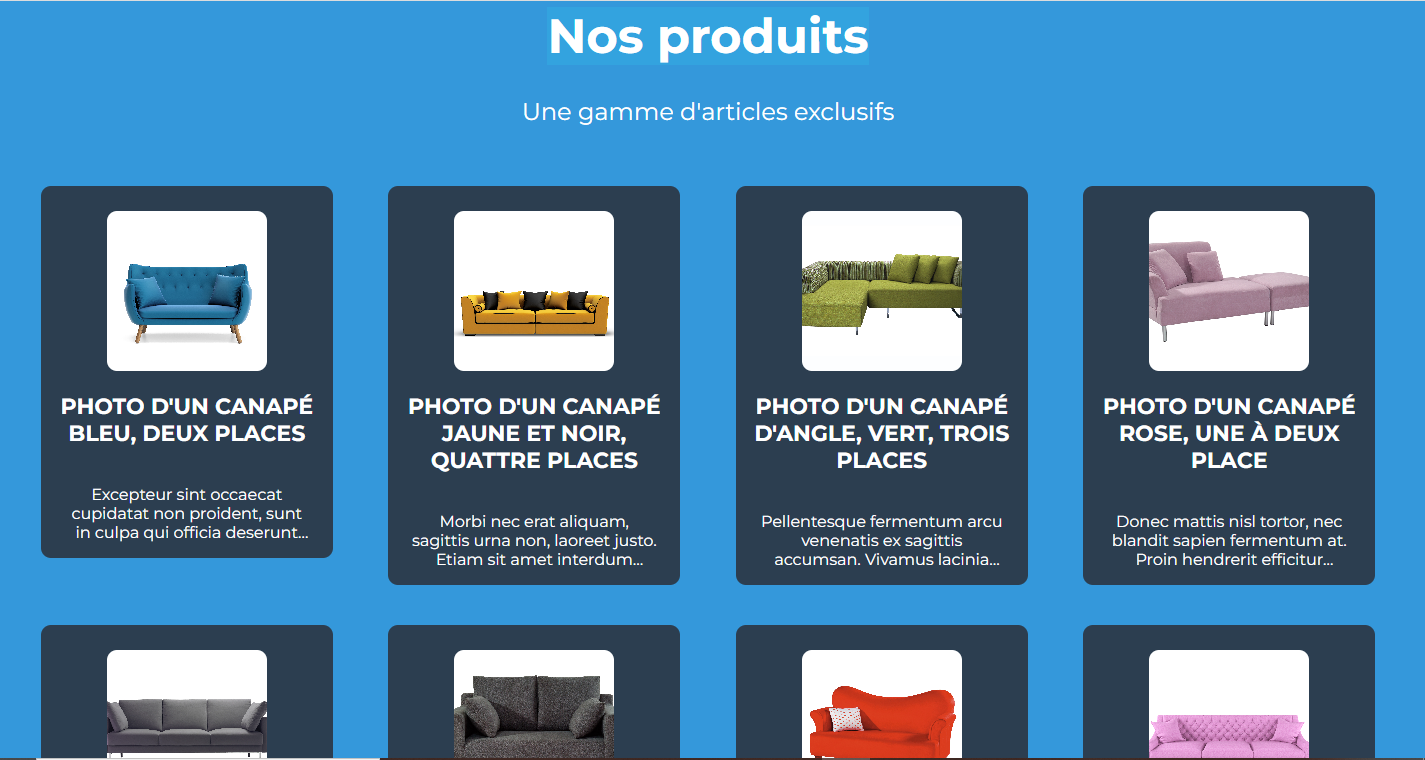 Nos produits
Une gamme d'articles exclusifs
PHOTO D'UN CANAPÉ
BLEU, DEUX PLACES
Excepteur sint occaecat
cupidatat non proident, sunt
in culpa qui officia deserunt...
PHOTO D'UN CANAPÉ
JAUNE ET NOIR,
QUATTRE PLACES
Morbi nec erat aliquam,
sagittis urna non, laoreet justo.
Etiam sit amet interdum...
PHOTO D'UN CANAPÉ
D'ANGLE, VERT, TROIS
PLACES
Pellentesque fermentum arcu
venenatis ex sagittis
accumsan. Vivamus lacinia...
PHOTO D'UN CANAPÉ
ROSE, UNE À DEUX
PLACE
Donec mattis nisl tortor, nec
blandit sapien fermentum at.
Proin hendrerit efficitur...